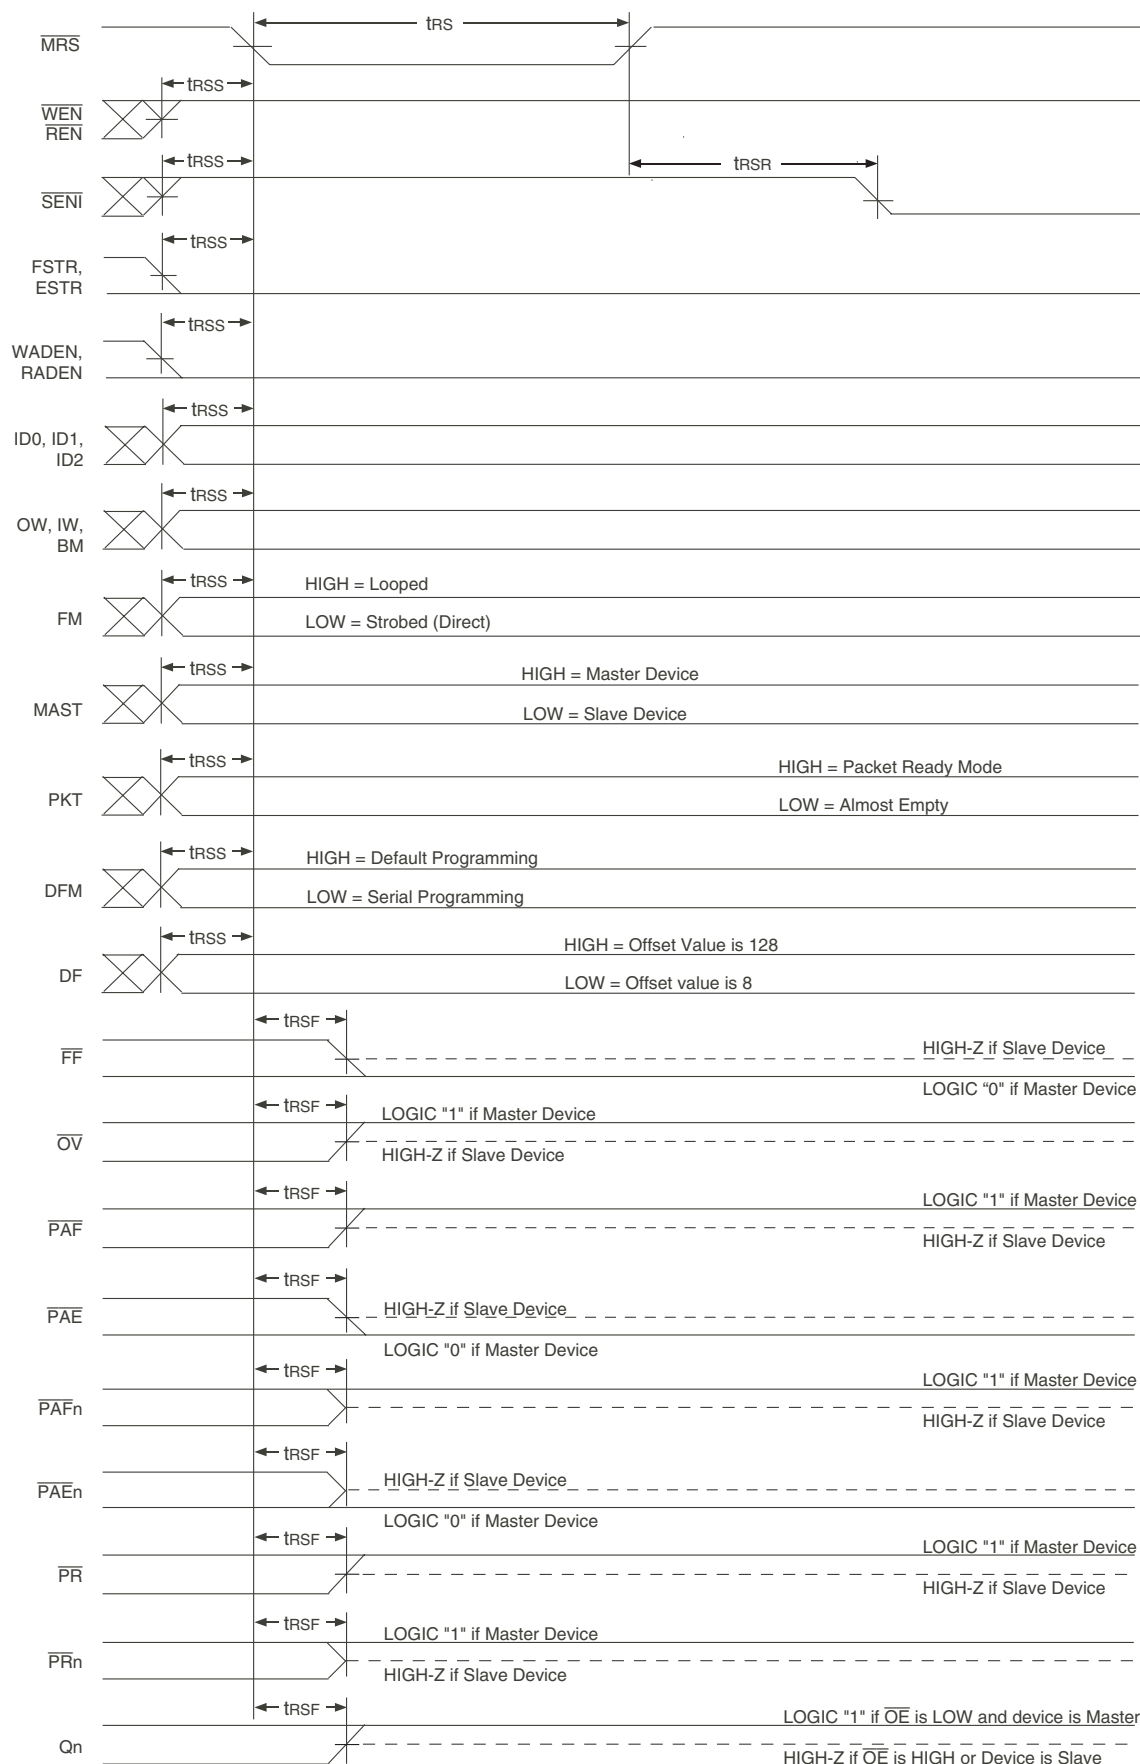 tRS
MRS
tRSS
WEN
REN
tRSS
tRSR
SENI
tRSS
FSTR,
ESTR
tRSS
WADEN,
RADEN
tRSS
ID0, ID1,
ID2
tRSS
OW, IW,
BM
tRSS
HIGH = Looped
FM
LOW = Strobed (Direct)
tRSS
HIGH = Master Device
MAST
LOW = Slave Device
tRSS
HIGH = Packet Ready Mode
PKT
LOW = Almost Empty
tRSS
HIGH = Default Programming
DFM
LOW = Serial Programming
tRSS
HIGH = Offset Value is 128
DF
LOW = Offset value is 8
tRSF
FF
HIGH-Z if Slave Device
LOGIC “0" if Master Device
tRSF
LOGIC "1" if Master Device
OV
HIGH-Z if Slave Device
tRSF
LOGIC "1" if Master Device
PAF
HIGH-Z if Slave Device
tRSF
HIGH-Z if Slave Device
PAE
LOGIC "0" if Master Device
tRSF
LOGIC "1" if Master Device
PAFn
HIGH-Z if Slave Device
tRSF
HIGH-Z if Slave Device
PAEn
LOGIC "0" if Master Device
tRSF
LOGIC "1" if Master Device
PR
HIGH-Z if Slave Device
tRSF
LOGIC "1" if Master Device
PRn
HIGH-Z if Slave Device
tRSF
LOGIC "1" if OE is LOW and device is Master
Qn
HIGH-Z if OE is HIGH or Device is Slave